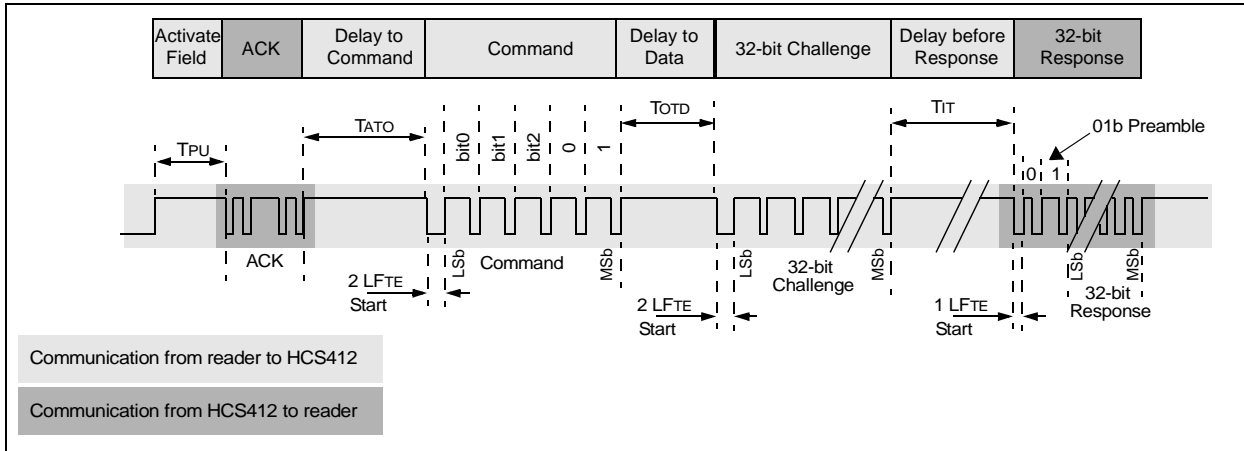 Activate
Field
ACK
Delay to
Command
Command
Delay to
Data
32-bit Challenge
Delay before
Response
32-bit
Response
TPU
TATO
bit0
bit1
bit2
0
1
TOTD
TIT
01b Preamble
0
1
ACK
2 LFTE
Start
LSb
Command
MSb
2 LFTE
Start
LSb
32-bit
Challenge
MSb
1 LFTE
Start
LSb
32-bit
Response
MSb
Communication from reader to HCS412
Communication from HCS412 to reader